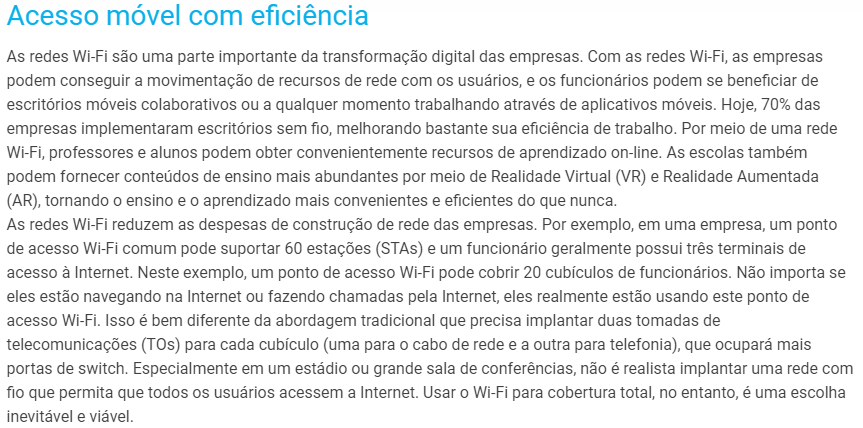 Acesso móvel com eficiência
As redes Wi-Fi são uma parte importante da transformação digital das empresas. Com as redes Wi-Fi, as empresas
podem conseguir a movimentação de recursos de rede com os usuários, e os funcionários podem se beneficiar de
escritórios móveis colaborativos ou a qualquer momento trabalhando através de aplicativos móveis. Hoje, 70% das
empresas implementaram escritórios sem fio, melhorando bastante sua eficiência de trabalho. Por meio de uma rede
Wi-Fi, professores e alunos podem obter convenientemente recursos de aprendizado on-line. As escolas também
podem fornecer conteúdos de ensino mais abundantes por meio de Realidade Virtual (VR) e Realidade Aumentada
(AR), tornando o ensino e o aprendizado mais convenientes e eficientes do que nunca.
As redes Wi-Fi reduzem as despesas de construção de rede das empresas. Por exemplo, em uma empresa, um ponto
de acesso Wi-Fi comum pode suportar 60 estações (STAs) e um funcionário geralmente possui três terminais de
acesso à Internet. Neste exemplo, um ponto de acesso Wi-Fi pode cobrir 20 cubículos de funcionários. Não importa se
eles estão navegando na Internet ou fazendo chamadas pela Internet, eles realmente estão usando este ponto de
acesso Wi-Fi. Isso é bem diferente da abordagem tradicional que precisa implantar duas tomadas de
telecomunicações (TOs) para cada cubículo (uma para o cabo de rede e a outra para telefonia), que ocupará mais
portas de switch. Especialmente em um estádio ou grande sala de conferências, não é realista implantar uma rede com
fio que permita que todos os usuários acessem a Internet. Usar o Wi-Fi para cobertura total, no entanto, é uma escolha
inevitável e viável.